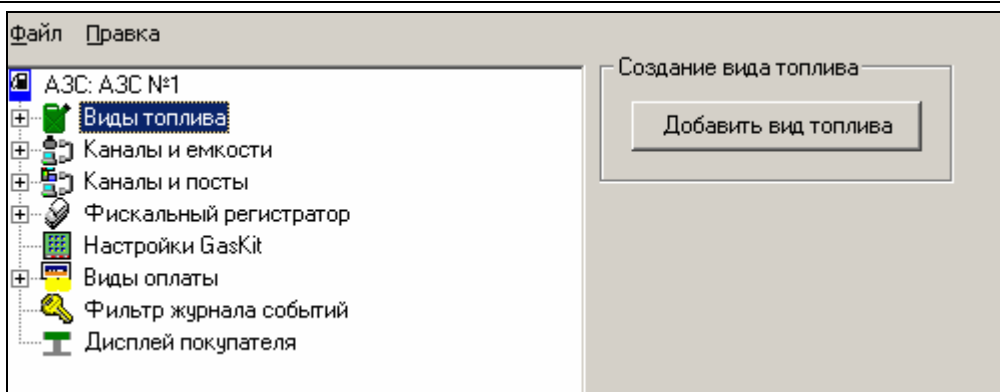 Файл Правка
АЗС: АЗС №1
Создание вида топлива
Виды топлива
Добавить вид топлива
Каналы и емкости
Каналы и посты
Фискальный регистратор
Настройки GasKit
Виды оплаты
Фильтр журнала событий
Дисплей покупателя